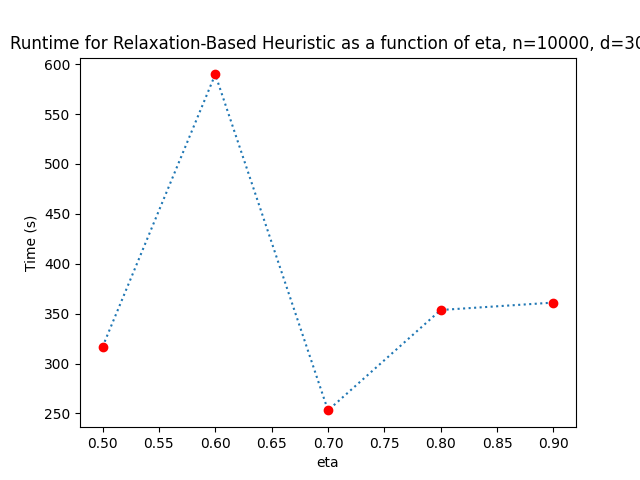 Runtime for Relaxation-Based Heuristic as a function of eta, n=10000, d=30
600
550
500
450
400
350
300
250
Time (s)
0.50 0.55 0.60 0.65 0.70 0.75 0.80 0.85 0.90
eta